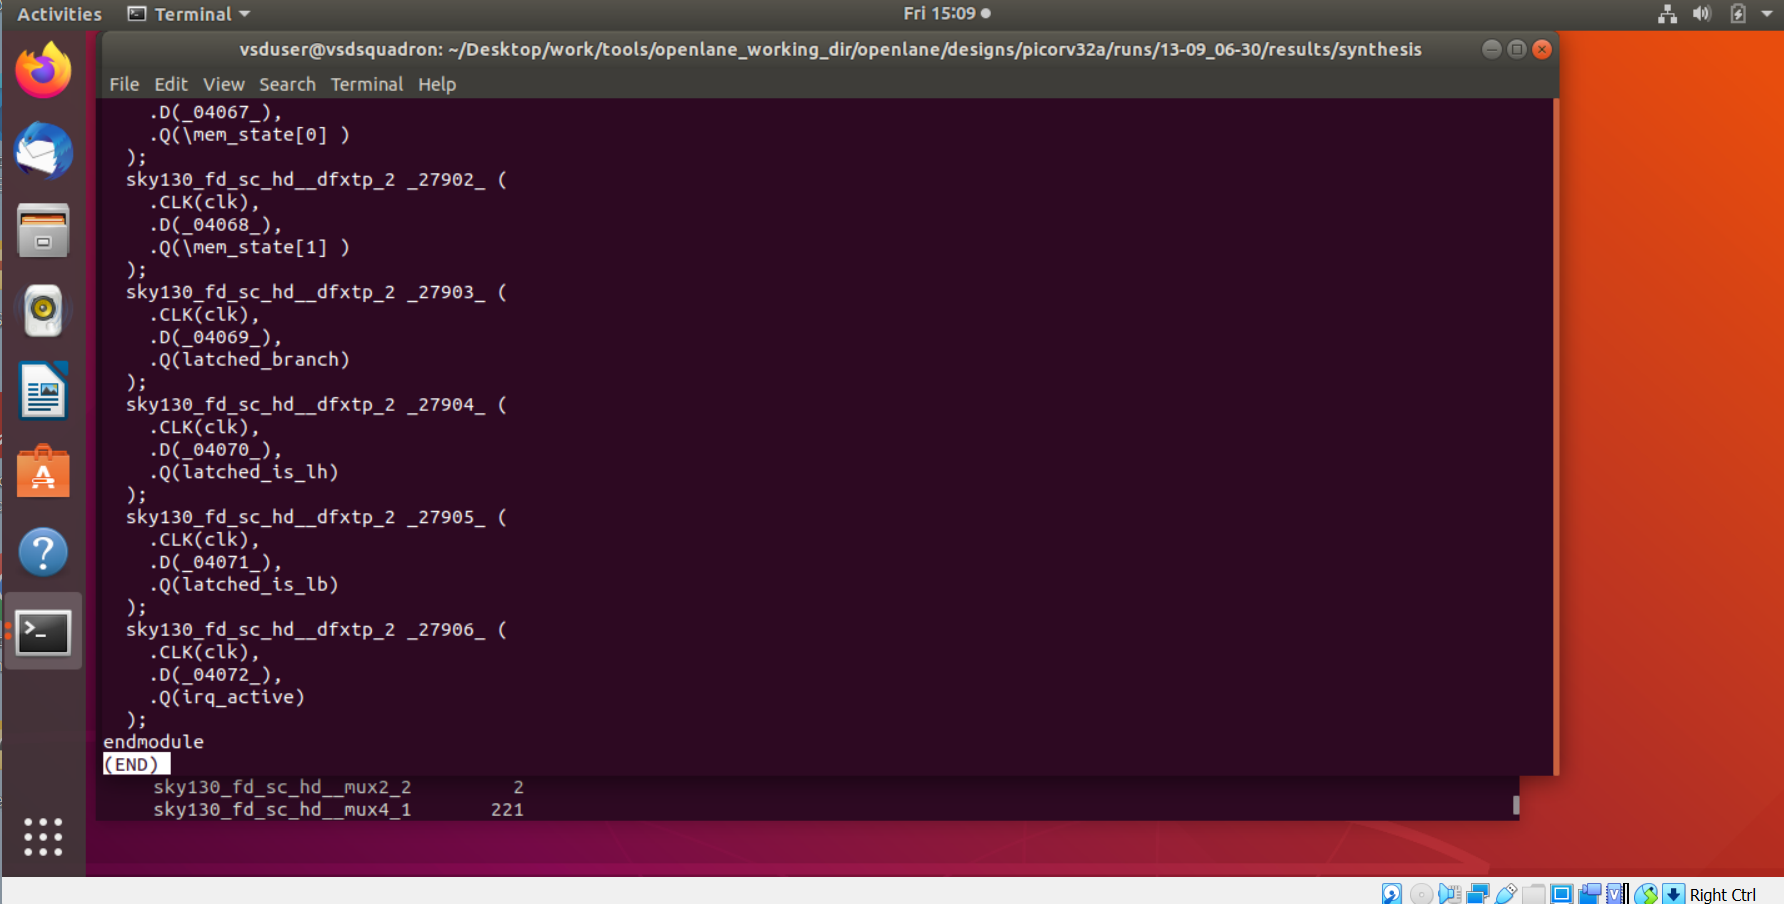 Activities Terminal Fri 15:09
vsduser@vsdsquadron: ~/Desktop/work/tools/openlane_working_dir/openlane/designs/picorv32a/runs/13-09_06-30/results/synthesis
File Edit View Search Terminal Help
.D(_04067_),
.Q(\mem_state[0] )
);
sky130_fd_sc_hd__dfxtp_2 _27902_ (
.CLK(clk),
.D(_04068_),
.Q(\mem_state[1] )
);
sky130_fd_sc_hd__dfxtp_2 _27903_ (
.CLK(clk),
.D(_04069_),
.Q(latched_branch)
);
sky130_fd_sc_hd__dfxtp_2 _27904_ (
.CLK(clk),
.D(_04070_),
.Q(latched_is_lh)
);
sky130_fd_sc_hd__dfxtp_2 _27905_ (
.CLK(clk),
.D(_04071_),
.Q(latched_is_lb)
);
sky130_fd_sc_hd__dfxtp_2 _27906_ (
.CLK(clk),
.D(_04072_),
.Q(irq_active)
);
endmodule
(END)
sky130_fd_sc_hd__mux2_2 2
sky130_fd_sc_hd__mux4_1 221
Right Ctrl